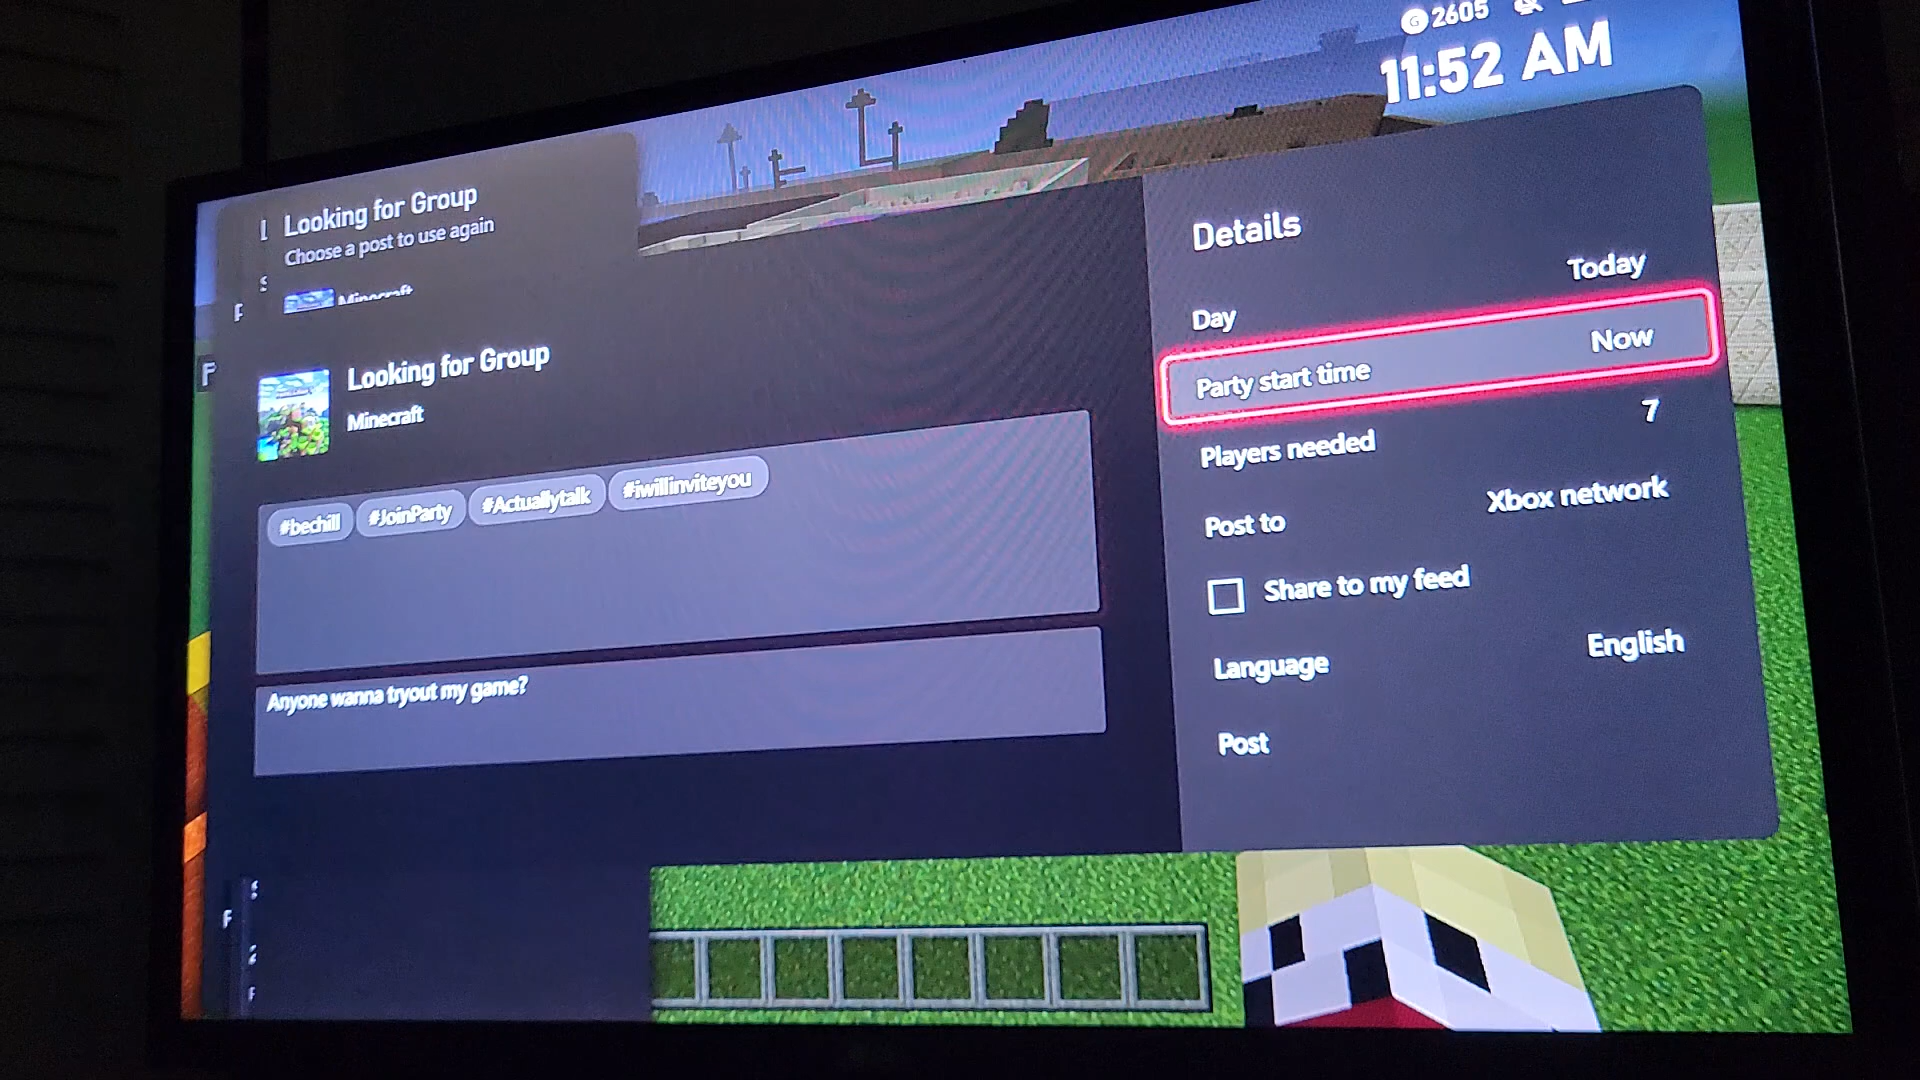 2605
11:52 AM
Looking for Group
Choose a post to use again
Minecraft
Looking for Group
Minecraft
#bechill #JoinParty #Actuallytalk #iwillinviteyou
Anyone wanna tryout my game?
Details
Day Today
Party start time Now
Players needed 7
Post to Xbox network
Share to my feed
Language English
Post